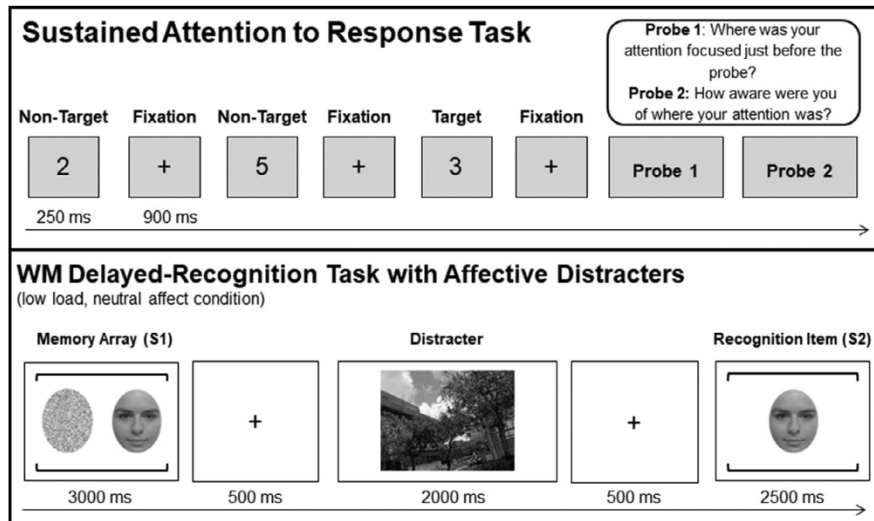 Sustained Attention to Response Task
Probe 1: Where was your
attention focused just before the
probe?
Probe 2: How aware were you
of where your attention was?
Non-Target Fixation Non-Target Fixation Target Fixation
2 + 5 + 3 + Probe 1 Probe 2
250 ms 900 ms
WM Delayed-Recognition Task with Affective Distracters
(low load, neutral affect condition)
Memory Array (S1) Distracter Recognition Item (S2)
+ +
3000 ms 500 ms 2000 ms 500 ms 2500 ms